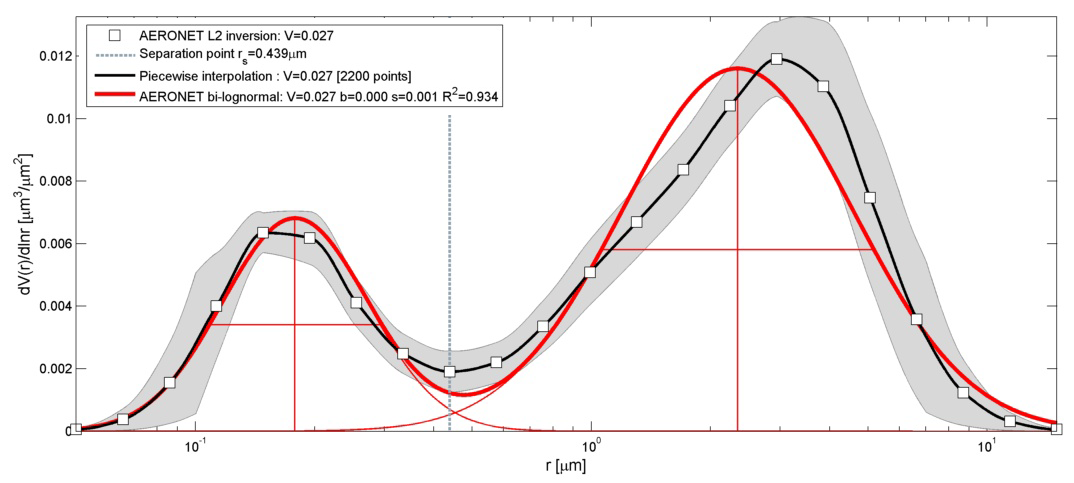 AERONET L2 inversion: V=0.027
Separation point rs=0.439μm
Piecewise interpolation : V=0.027 [2200 points]
AERONET bi-lognormal: V=0.027 b=0.000 s=0.001 R2=0.934
0.012
0.01
0.008
0.006
0.004
0.002
0
dV(r)/dlnr [μm3/μm2]
10-1
100
101
r [μm]